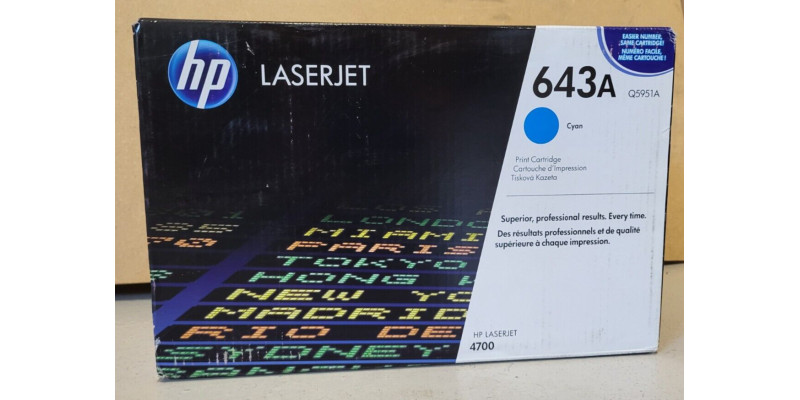 hp
LASERJET
EASIER NUMBER,
SAME CARTRIDGE!
NUMÉRO FACILE,
MÊME CARTOUCHE!
643A
Q5951A
Cyan
Print Cartridge
Cartouche d'Impression
Tisková Kazeta
Superior, professional results. Every time.
Des résultats professionnels et de qualité
supérieure à chaque impression.
HP LASERJET
4700
LONDO
MIAMI
PARIS
TOKYO
HONG K
NEW YO
MADRID
RIO DE
SYDNEY